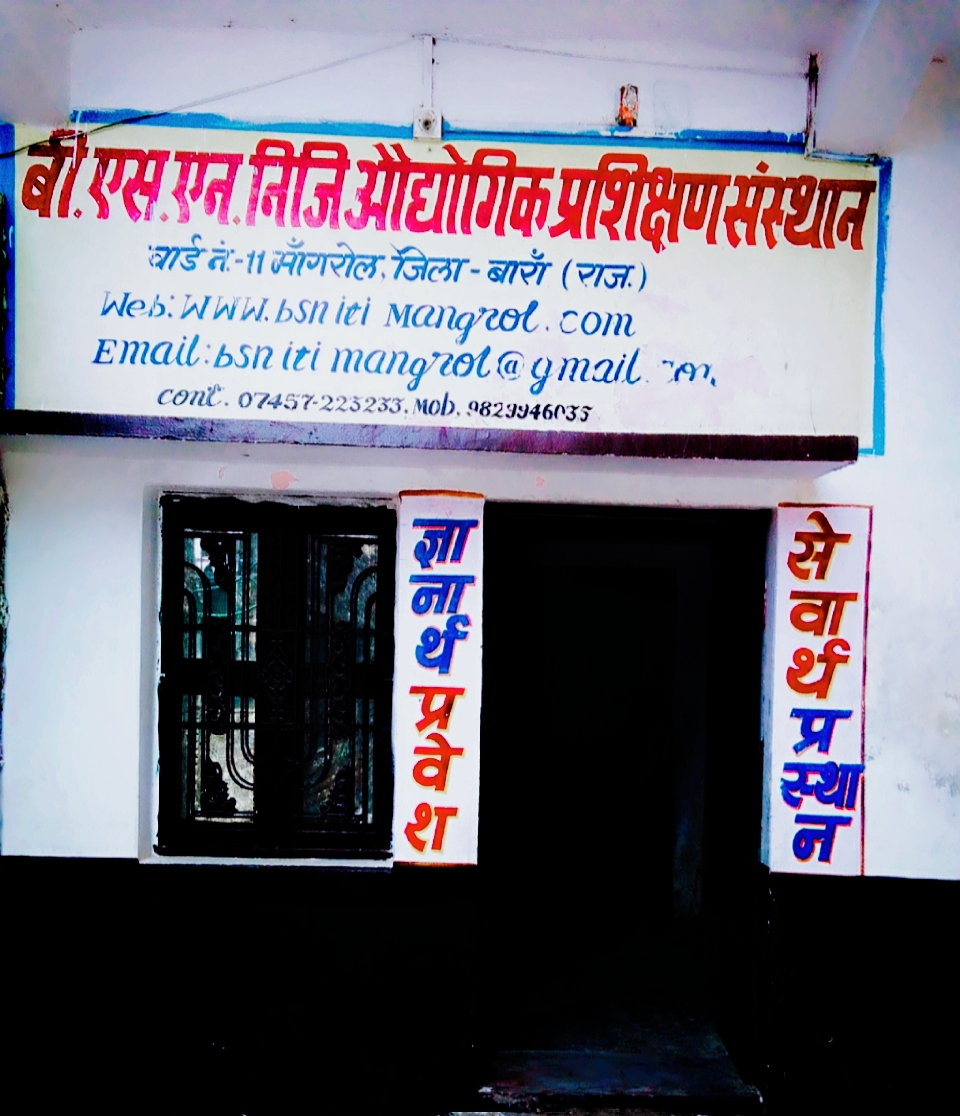 बी.एस.एन.निजि औद्योगिक प्रशिक्षण संस्थान
वार्ड नं.-11 माँगरोल, जिला - बाराँ (राज.)
Web: WWW.bsn iti Mangrol.com
Email: bsn iti mangrol@gmail.com
cont. 07457-223233, Mob. 9829946035
ज्ञा
ना
र्थ
प्र
वे
श
से
वा
र्थ
प्र
स्था
न